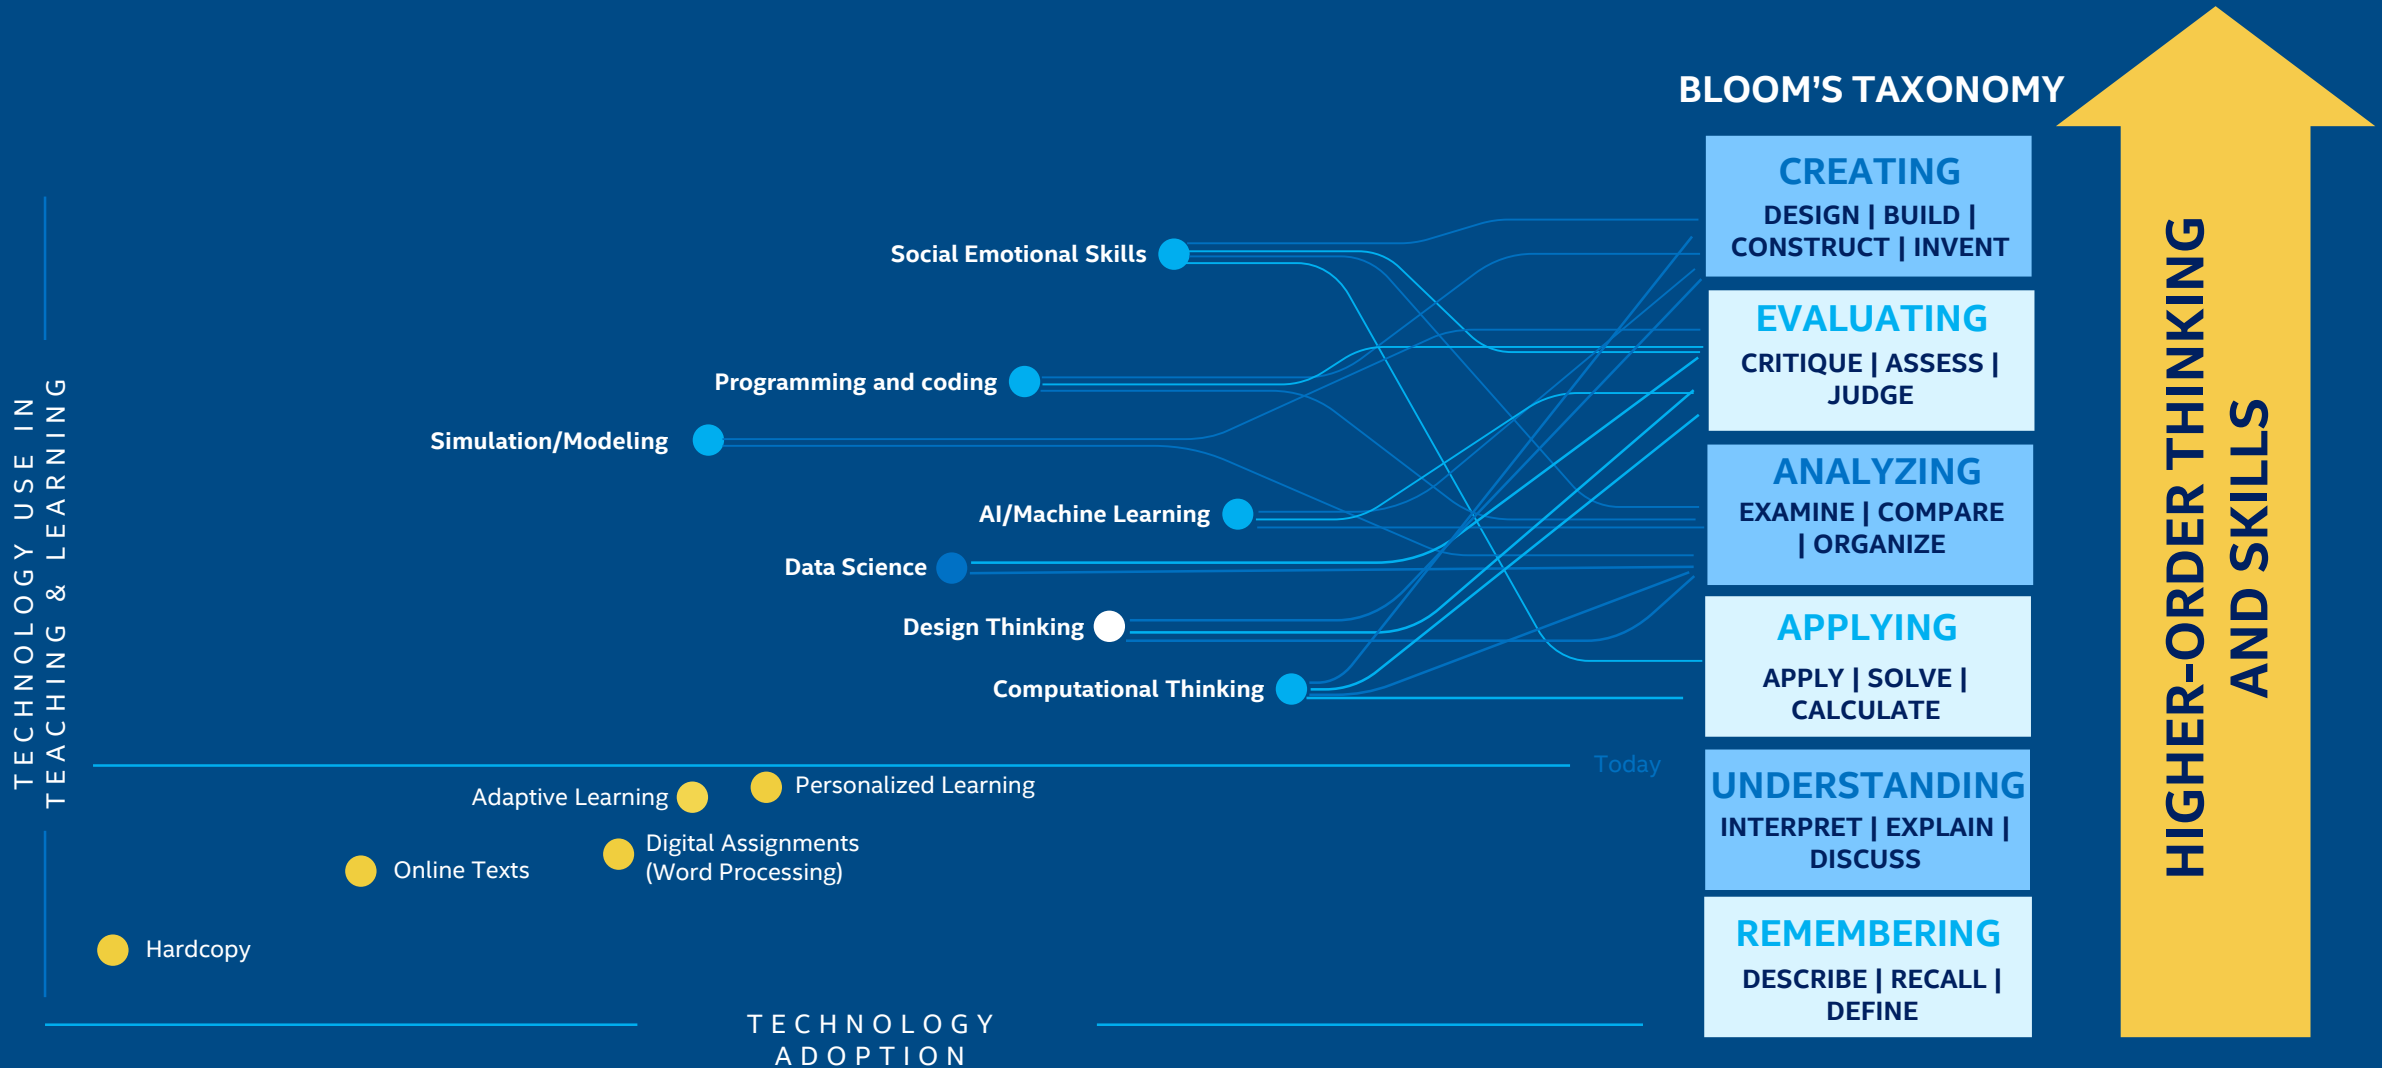 BLOOM'S TAXONOMY
CREATING
DESIGN | BUILD |
CONSTRUCT | INVENT
EVALUATING
CRITIQUE | ASSESS |
JUDGE
ANALYZING
EXAMINE | COMPARE
| ORGANIZE
APPLYING
APPLY | SOLVE |
CALCULATE
UNDERSTANDING
INTERPRET | EXPLAIN |
DISCUSS
REMEMBERING
DESCRIBE | RECALL |
DEFINE
HIGHER-ORDER THINKING
AND SKILLS
Social Emotional Skills
Programming and coding
Simulation/Modeling
AI/Machine Learning
Data Science
Design Thinking
Computational Thinking
Today
Adaptive Learning
Personalized Learning
Digital Assignments
(Word Processing)
Online Texts
Hardcopy
TECHNOLOGY USE IN
TEACHING & LEARNING
TECHNOLOGY
ADOPTION